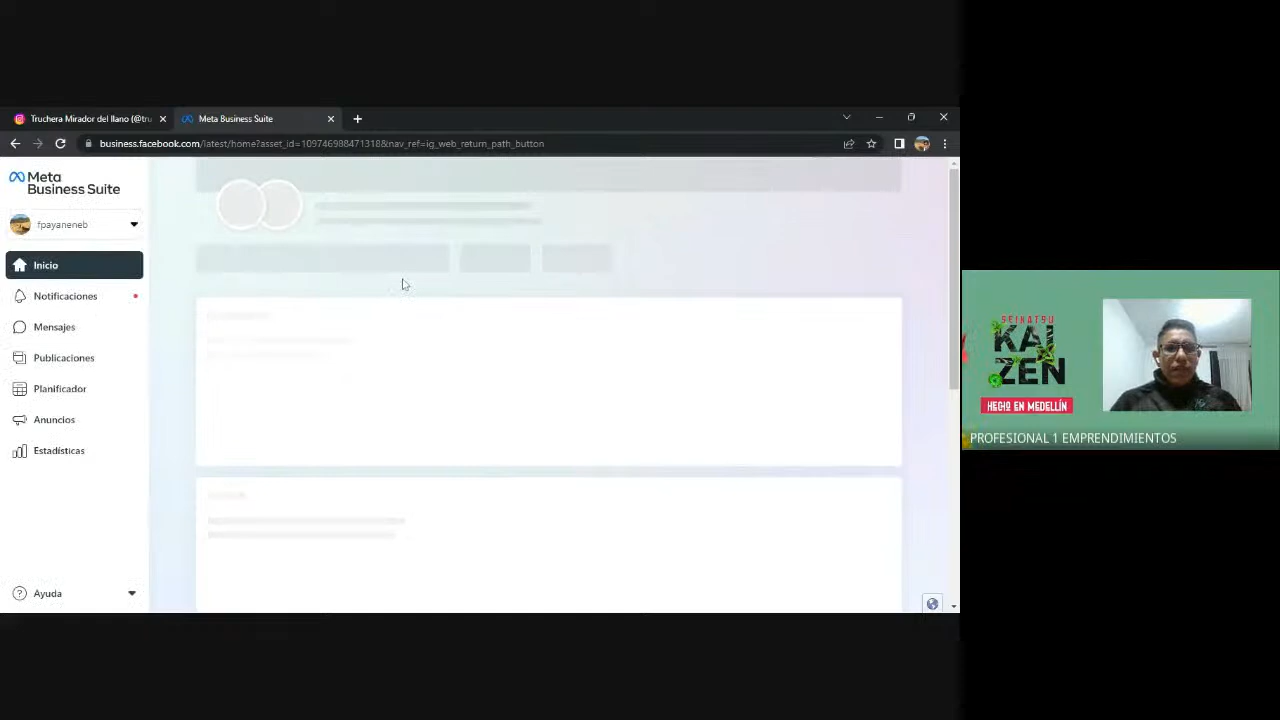 Truchera Mirador del llano (@tru
Meta Business Suite
business.facebook.com/latest/home?asset_id=109746988471318&nav_ref=ig_web_return_path_button
Meta
Business Suite
fpayaneneb
Inicio
Notificaciones
Mensajes
Publicaciones
Planificador
Anuncios
Estadísticas
Ayuda
SEIKATSU
KAI
ZEN
HECHO EN MEDELLÍN
PROFESIONAL 1 EMPRENDIMIENTOS